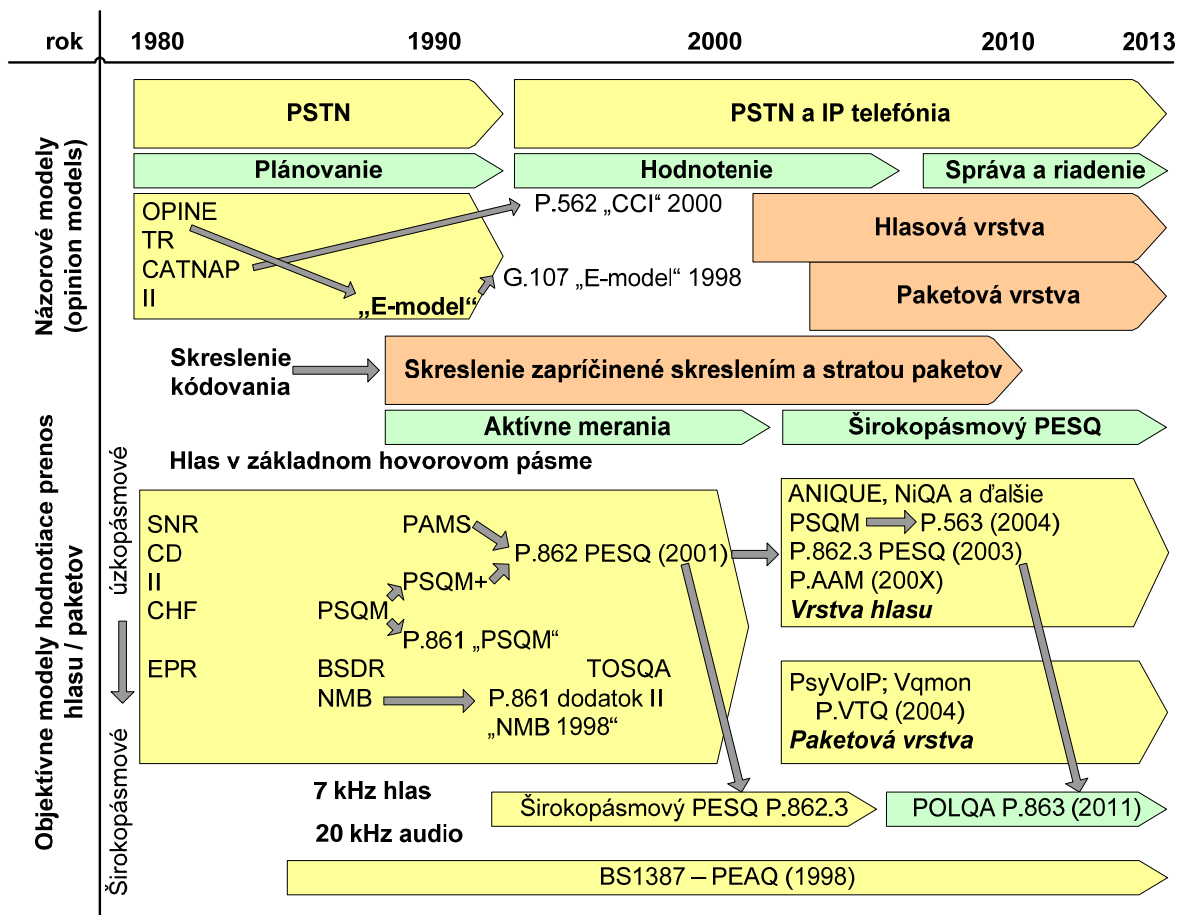 rok 1980 1990 2000 2010 2013
Názorové modely
(opinion models)
PSTN
PSTN a IP telefónia
Plánovanie
Hodnotenie
Správa a riadenie
OPINE
TR
CATNAP
II
„E-model“
P.562 „CCI“ 2000
G.107 „E-model“ 1998
Hlasová vrstva
Paketová vrstva
Skreslenie
kódovania
Skreslenie zapríčinené skreslením a stratou paketov
Aktívne merania
Širokopásmový PESQ
Objektívne modely hodnotiace prenos
hlasu / paketov
úzkopásmové
Širokopásmové
Hlas v základnom hovorovom pásme
SNR
CD
II
CHF
EPR
PAMS
PSQM+
PSQM
P.861 „PSQM“
P.862 PESQ (2001)
BSDR
TOSQA
NMB
P.861 dodatok II
„NMB 1998“
ANIQUE, NiQA a ďalšie
PSQM
P.563 (2004)
P.862.3 PESQ (2003)
P.AAM (200X)
Vrstva hlasu
PsyVoIP; Vqmon
P.VTQ (2004)
Paketová vrstva
7 kHz hlas
Širokopásmový PESQ P.862.3
POLQA P.863 (2011)
20 kHz audio
BS1387 – PEAQ (1998)